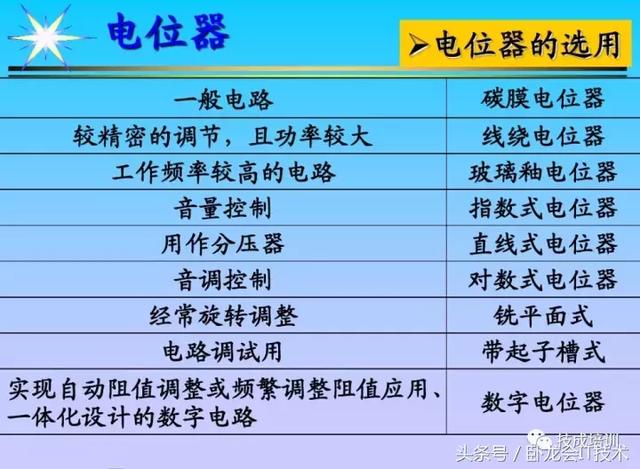 电位器
➢电位器的选用
一般电路 碳膜电位器
较精密的调节，且功率较大 线绕电位器
工作频率较高的电路 玻璃釉电位器
音量控制 指数式电位器
用作分压器 直线式电位器
音调控制 对数式电位器
经常旋转调整 铣平面式
电路调试用 带起子槽式
实现自动阻值调整或频繁调整阻值应用、
一体化设计的数字电路 数字电位器
技成培训
头条号/卧龙会IT技术